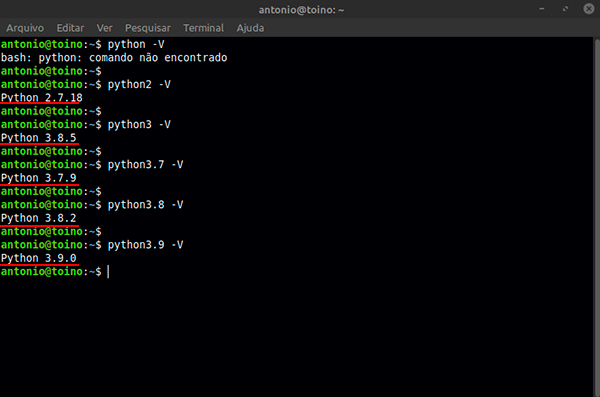 antonio@toino: ~
Arquivo Editar Ver Pesquisar Terminal Ajuda
antonio@toino:~$ python -V
bash: python: comando não encontrado
antonio@toino:~$
antonio@toino:~$ python2 -V
Python 2.7.18
antonio@toino:~$
antonio@toino:~$ python3 -V
Python 3.8.5
antonio@toino:~$
antonio@toino:~$ python3.7 -V
Python 3.7.9
antonio@toino:~$
antonio@toino:~$ python3.8 -V
Python 3.8.2
antonio@toino:~$
antonio@toino:~$ python3.9 -V
Python 3.9.0
antonio@toino:~$